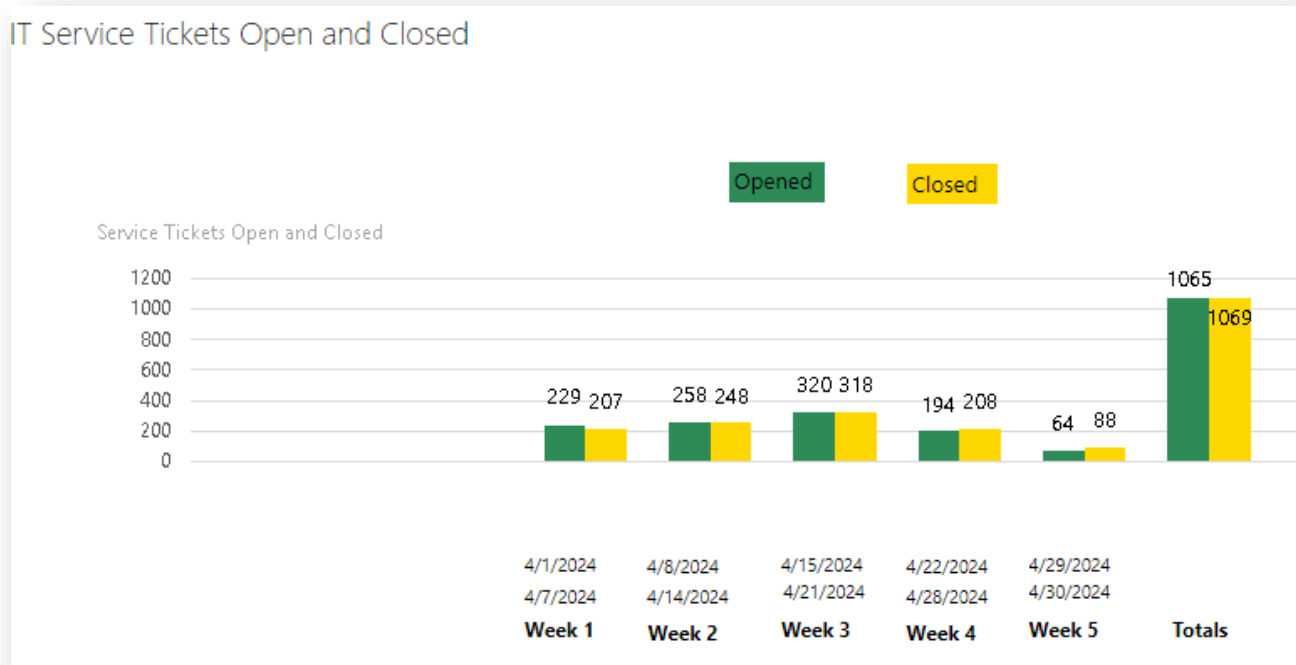 IT Service Tickets Open and Closed
Opened Closed
Service Tickets Open and Closed
1200
1000
800
600
400
200
0
229 207
258 248
320 318
194 208
64 88
1065
1069
4/1/2024 4/8/2024 4/15/2024 4/22/2024 4/29/2024
4/7/2024 4/14/2024 4/21/2024 4/28/2024 4/30/2024
Week 1 Week 2 Week 3 Week 4 Week 5 Totals